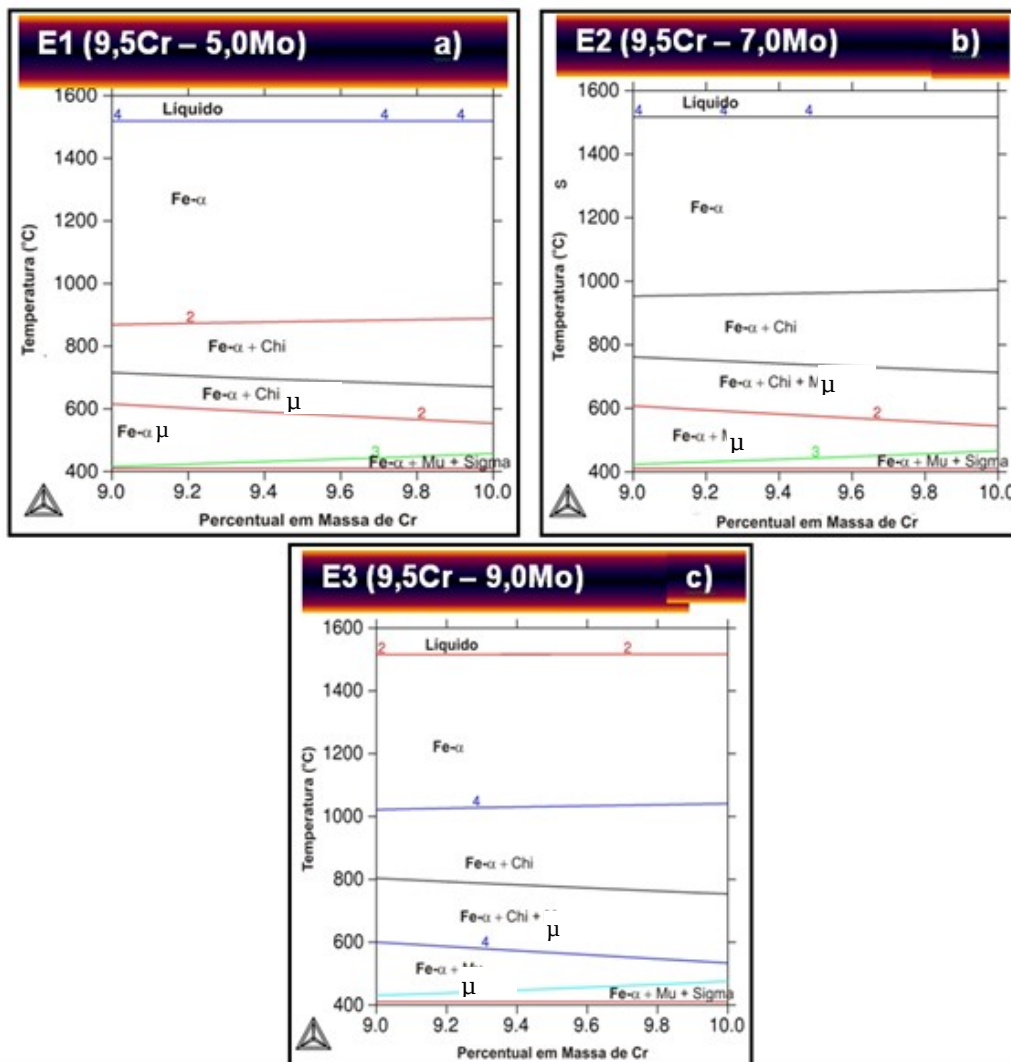 E1 (9,5Cr – 5,0Mo) a)
1600
1400
1200
1000
800
600
400
Temperatura (°C)
4 Líquido 4 4
Fe-α
2
Fe-α + Chi
Fe-α + Chi μ
2
Fe-α μ
3
Fe-α + Mu + Sigma
9.0 9.2 9.4 9.6 9.8 10.0
Percentual em Massa de Cr
E2 (9,5Cr – 7,0Mo) b)
1600
1400
1200
1000
800
600
400
Temperatura (°C) S
4 Líquido 4 4
Fe-α
Fe-α + Chi
Fe-α + Chi + M μ
2
Fe-α + μ
3
Fe-α + Mu + Sigma
9.0 9.2 9.4 9.6 9.8 10.0
Percentual em Massa de Cr
E3 (9,5Cr – 9,0Mo) c)
1600
1400
1200
1000
800
600
400
Temperatura (°C)
2 Líquido 2
Fe-α
4
Fe-α + Chi
Fe-α + Chi + μ
4
Fe-α + μ
Fe-α + Mu + Sigma
9.0 9.2 9.4 9.6 9.8 10.0
Percentual em Massa de Cr